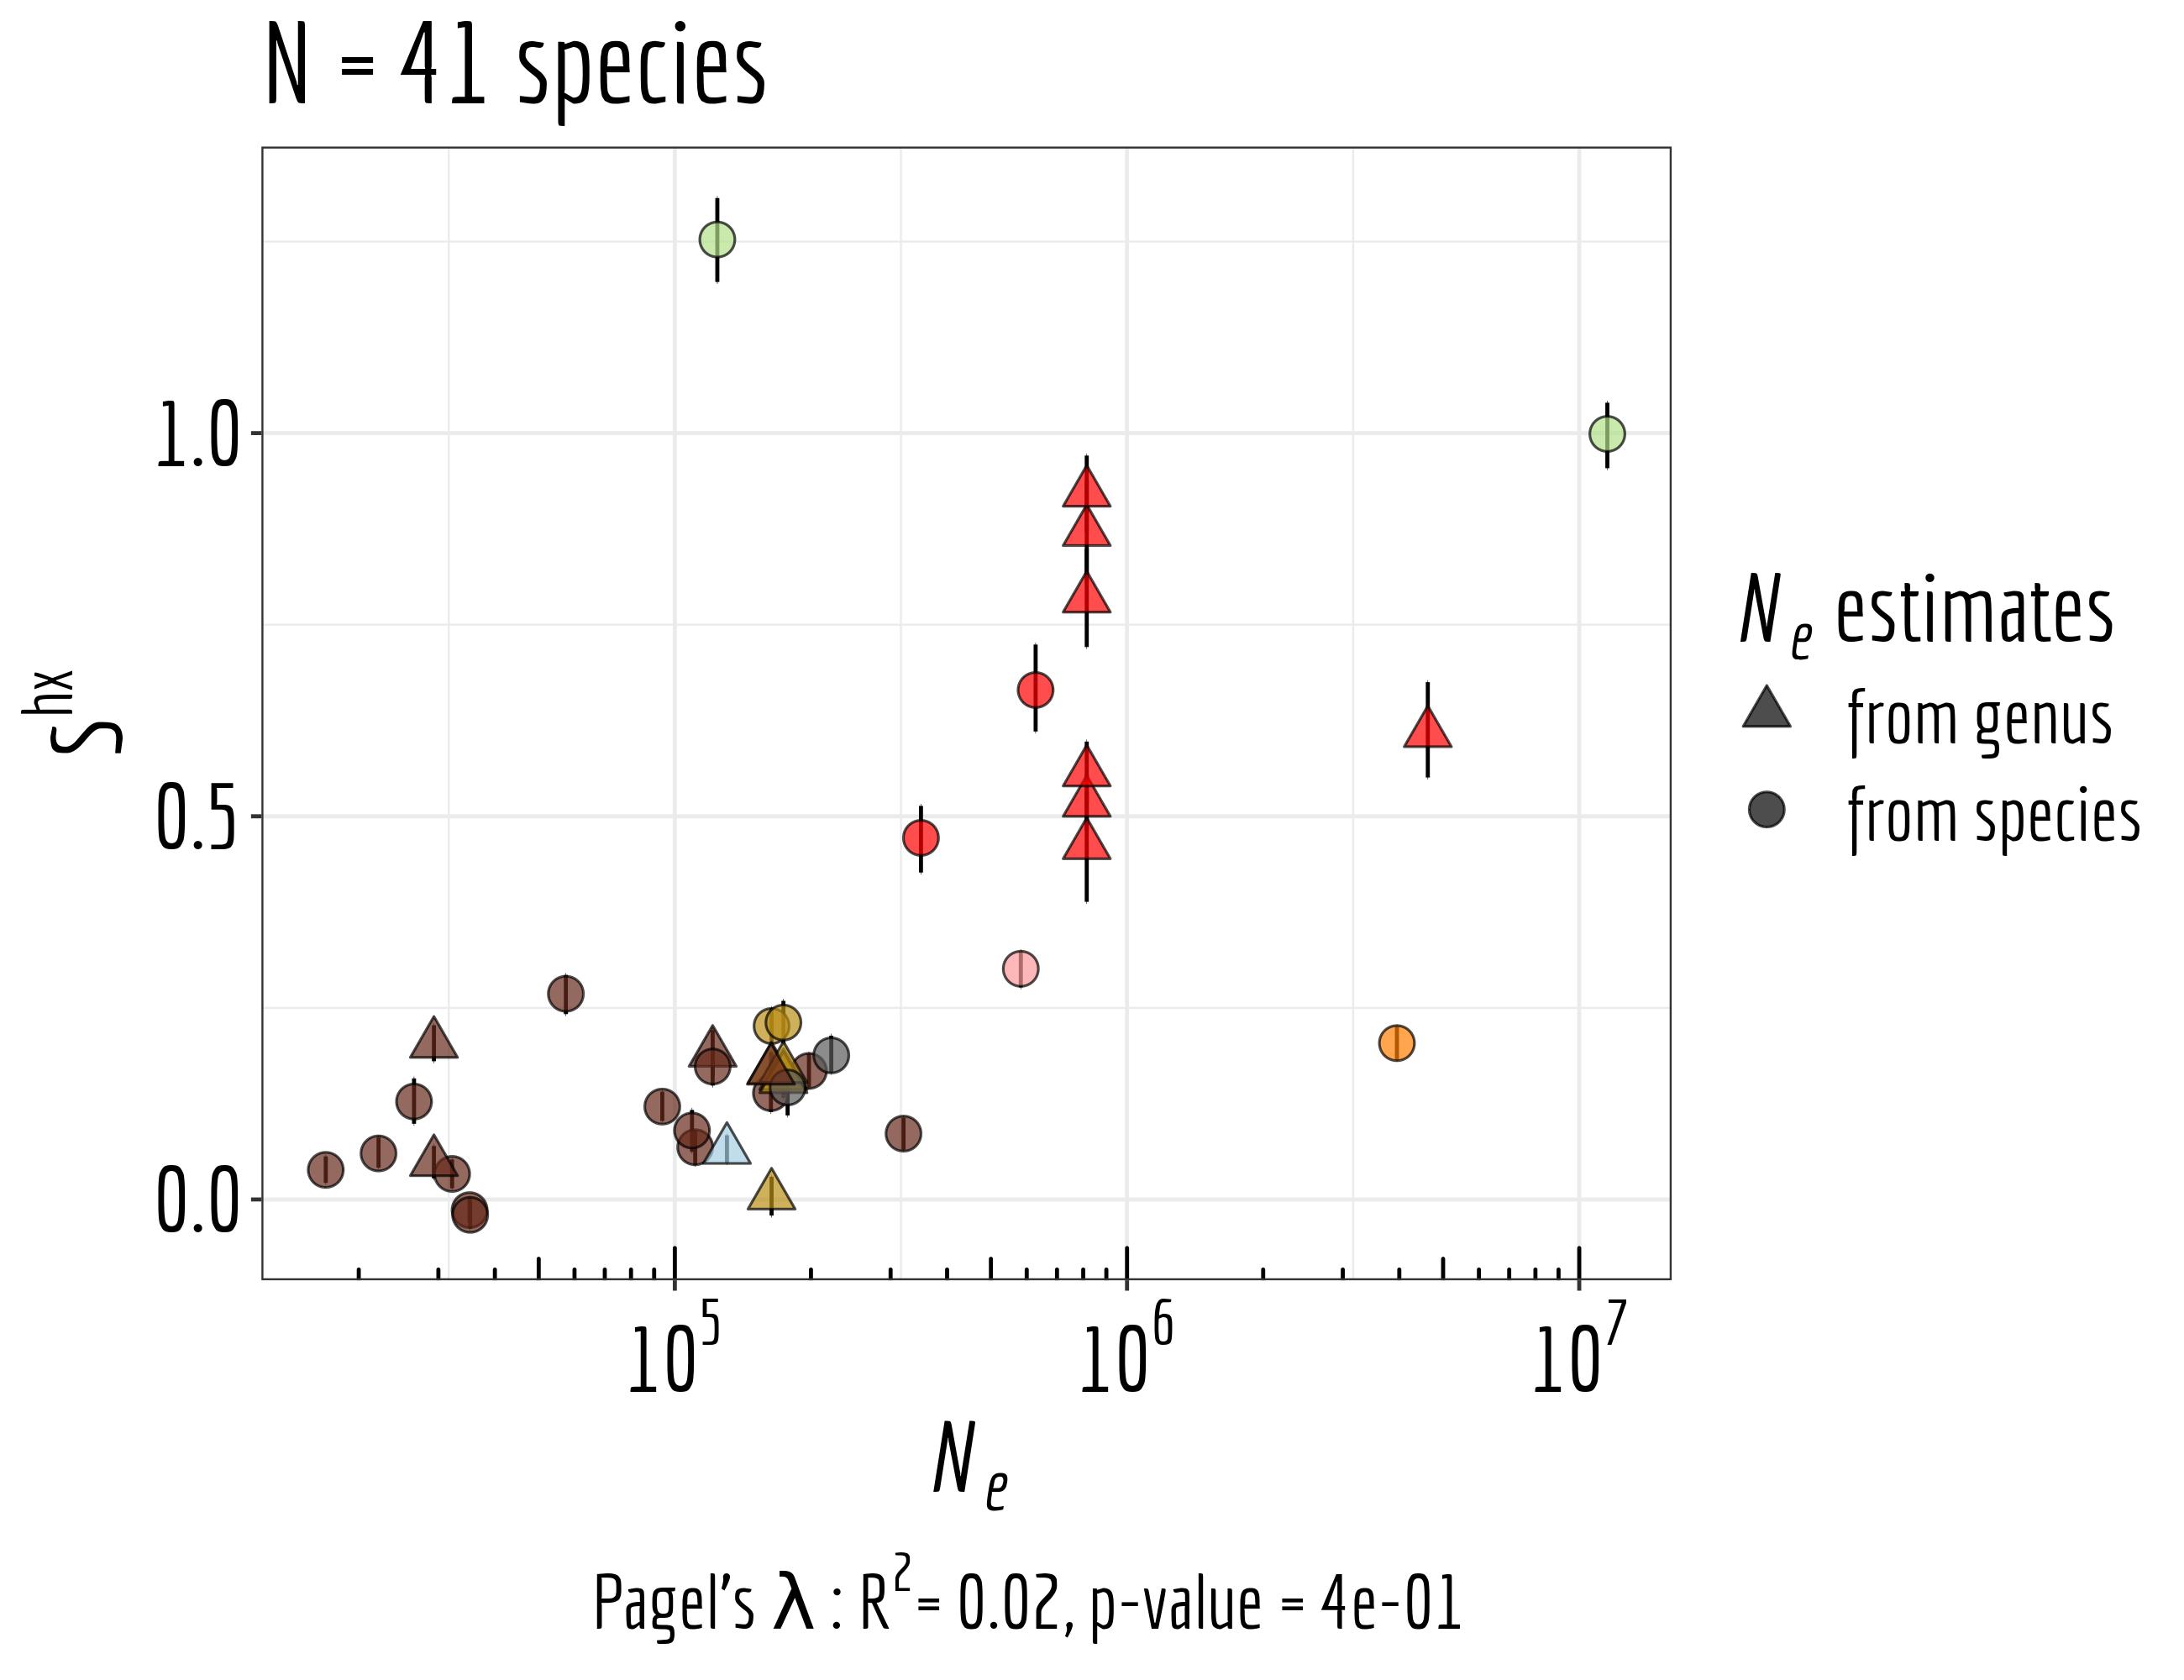 N = 41 species
S^hx
1.0
0.5
0.0
10^5 10^6 10^7
N_e
N_e estimates
from genus
from species
Pagel's λ : R^2= 0.02, p-value = 4e-01